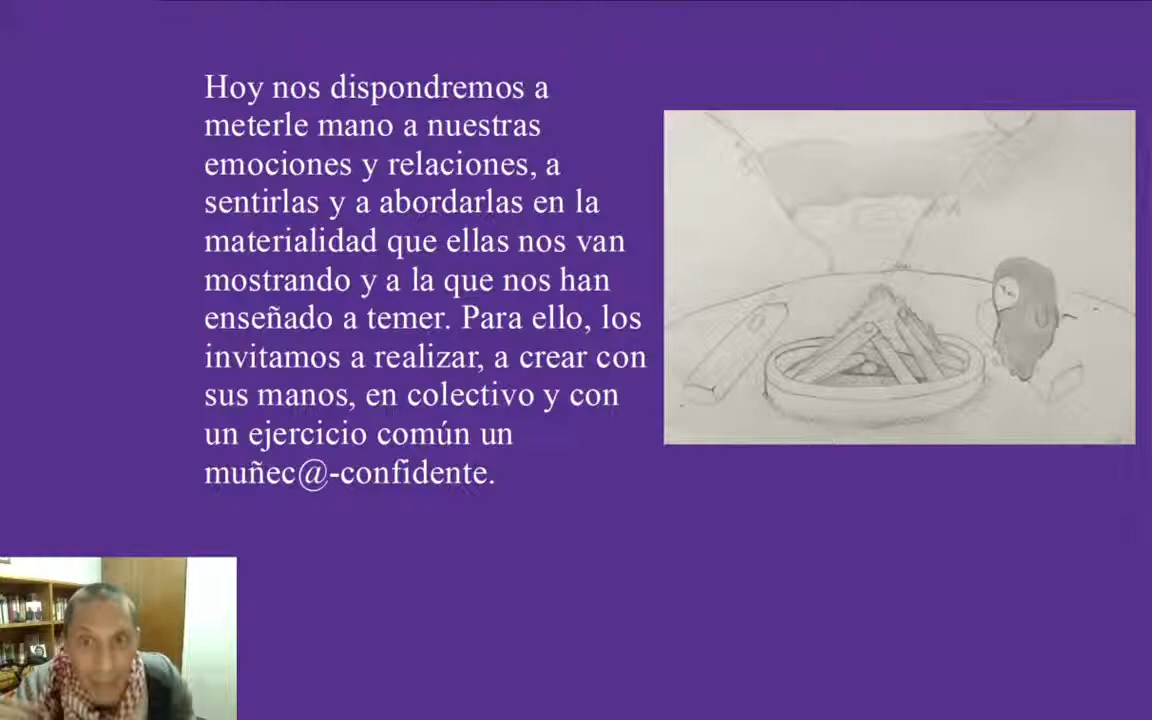 Hoy nos dispondremos a
meterle mano a nuestras
emociones y relaciones, a
sentirlas y a abordarlas en la
materialidad que ellas nos van
mostrando y a la que nos han
enseñado a temer. Para ello, los
invitamos a realizar, a crear con
sus manos, en colectivo y con
un ejercicio común un
muñec@-confidente.